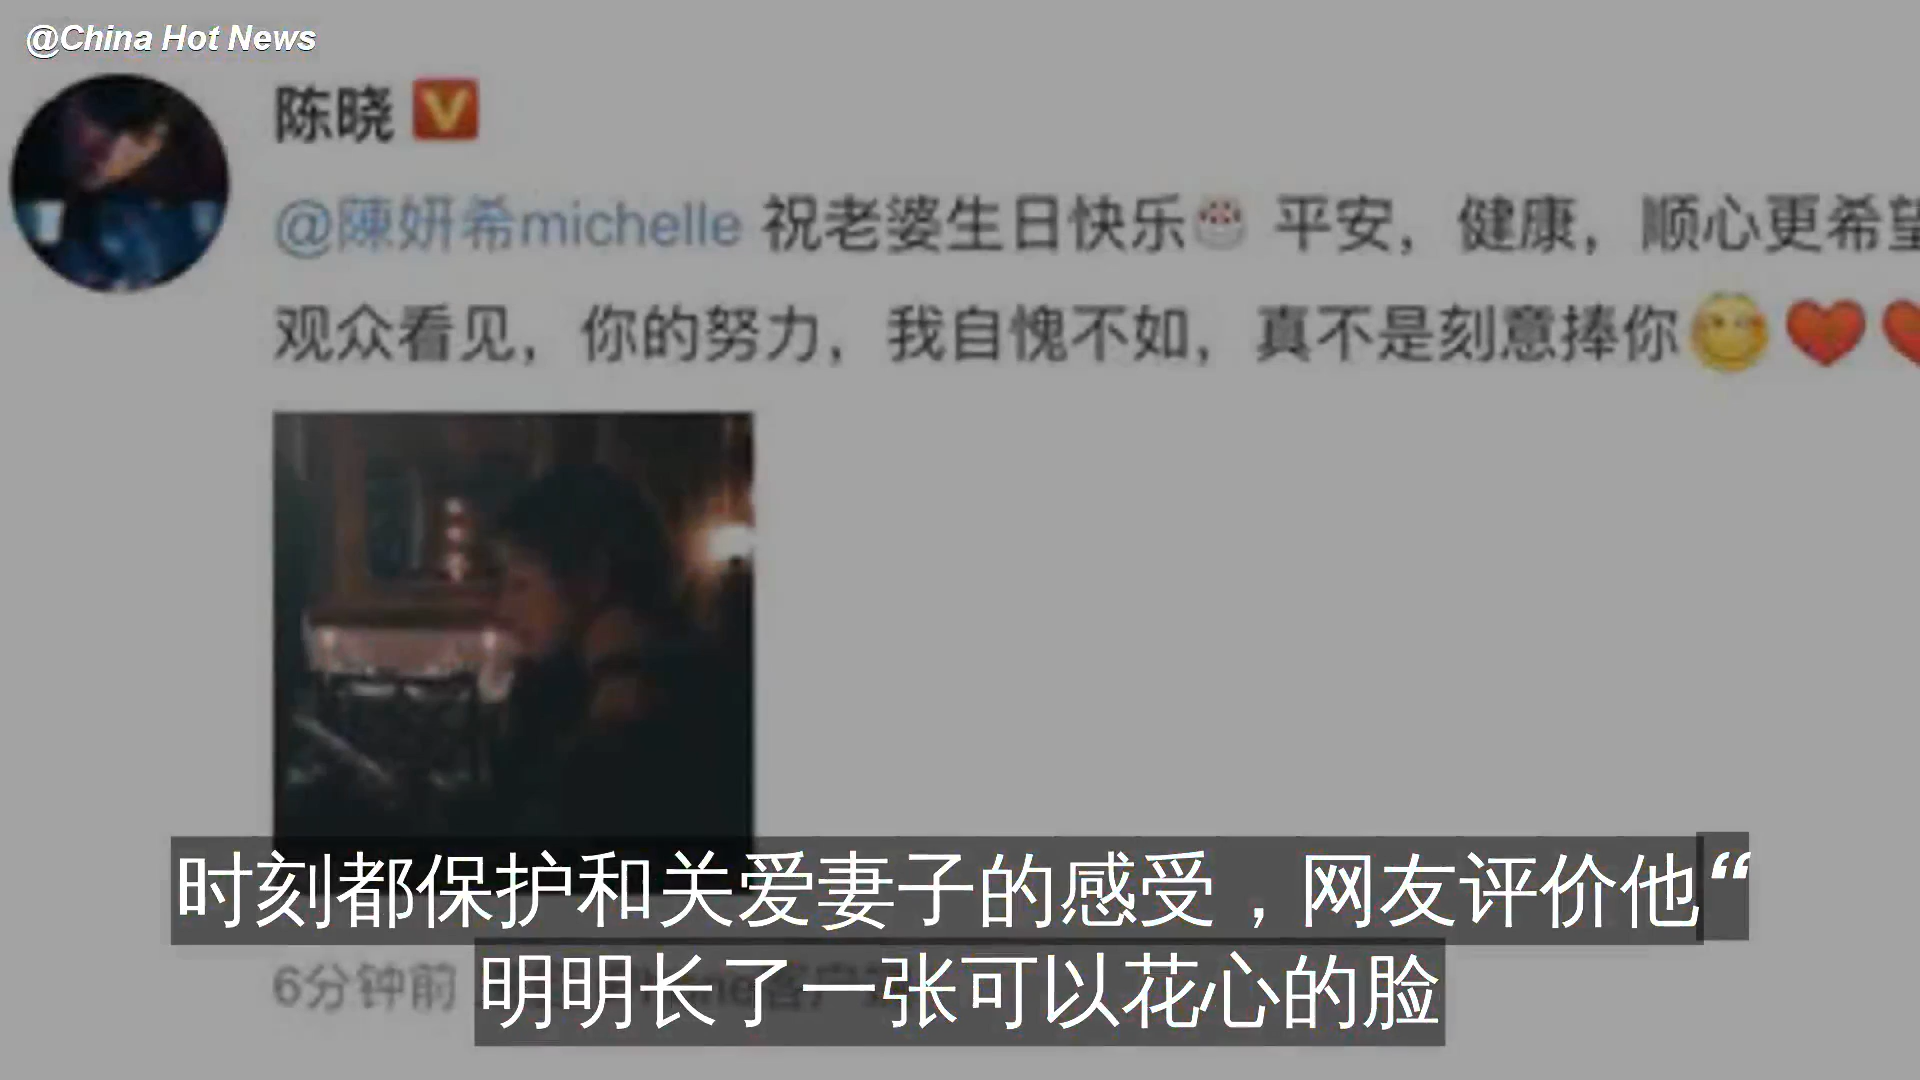 @China Hot News
陈晓 V
@陳妍希michelle 祝老婆生日快乐 平安，健康，顺心更希望
观众看见，你的努力，我自愧不如，真不是刻意捧你
时刻都保护和关爱妻子的感受，网友评价他“
6分钟前
明明长了一张可以花心的脸